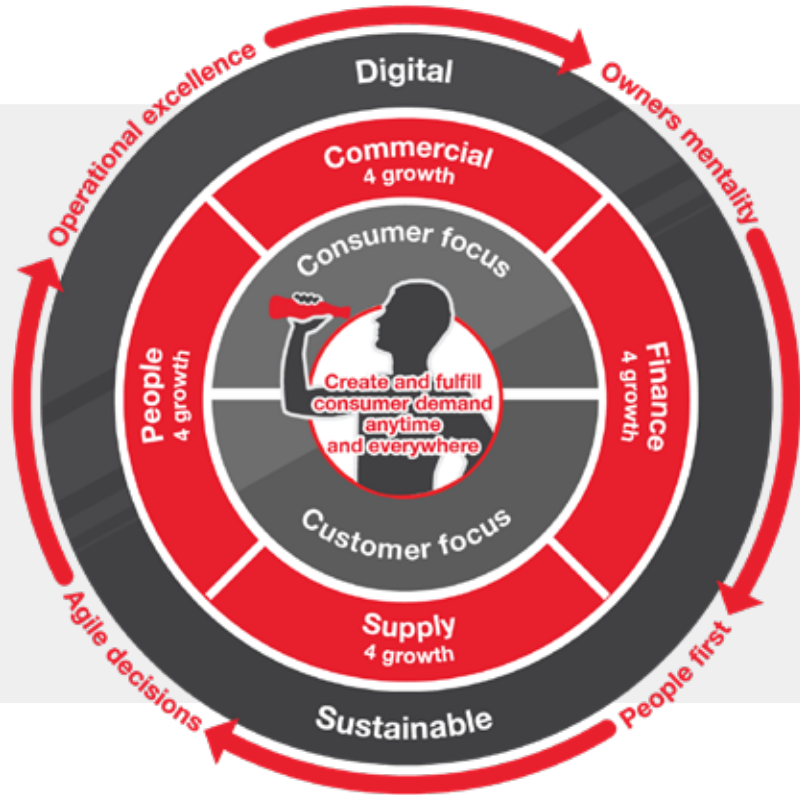 Digital
Operational excellence
Owners mentality
Commercial
4 growth
Consumer focus
People
4 growth
Create and fulfill
consumer demand
anytime
and everywhere
Finance
4 growth
Customer focus
Supply
4 growth
Agile decisions
People first
Sustainable